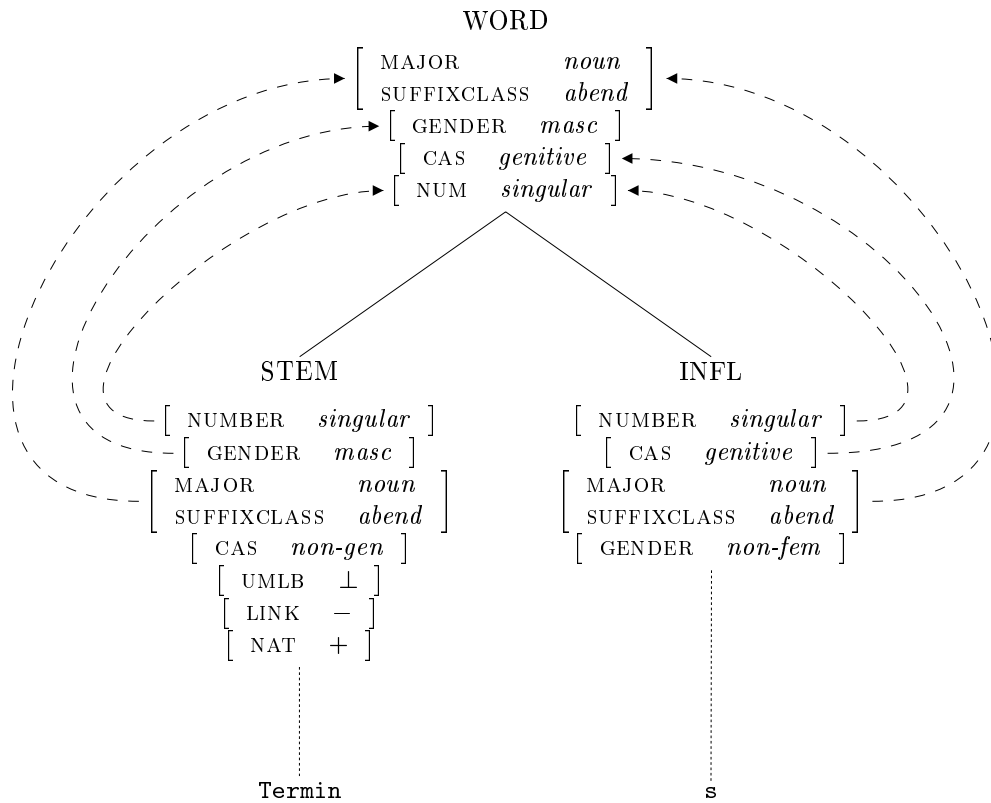 WORD
MAJOR noun
SUFFIXCLASS abend
GENDER masc
CAS genitive
NUM singular
STEM
NUMBER singular
GENDER masc
MAJOR noun
SUFFIXCLASS abend
CAS non-gen
UMLB ⊥
LINK −
NAT +
Termin
INFL
NUMBER singular
CAS genitive
MAJOR noun
SUFFIXCLASS abend
GENDER non-fem
s